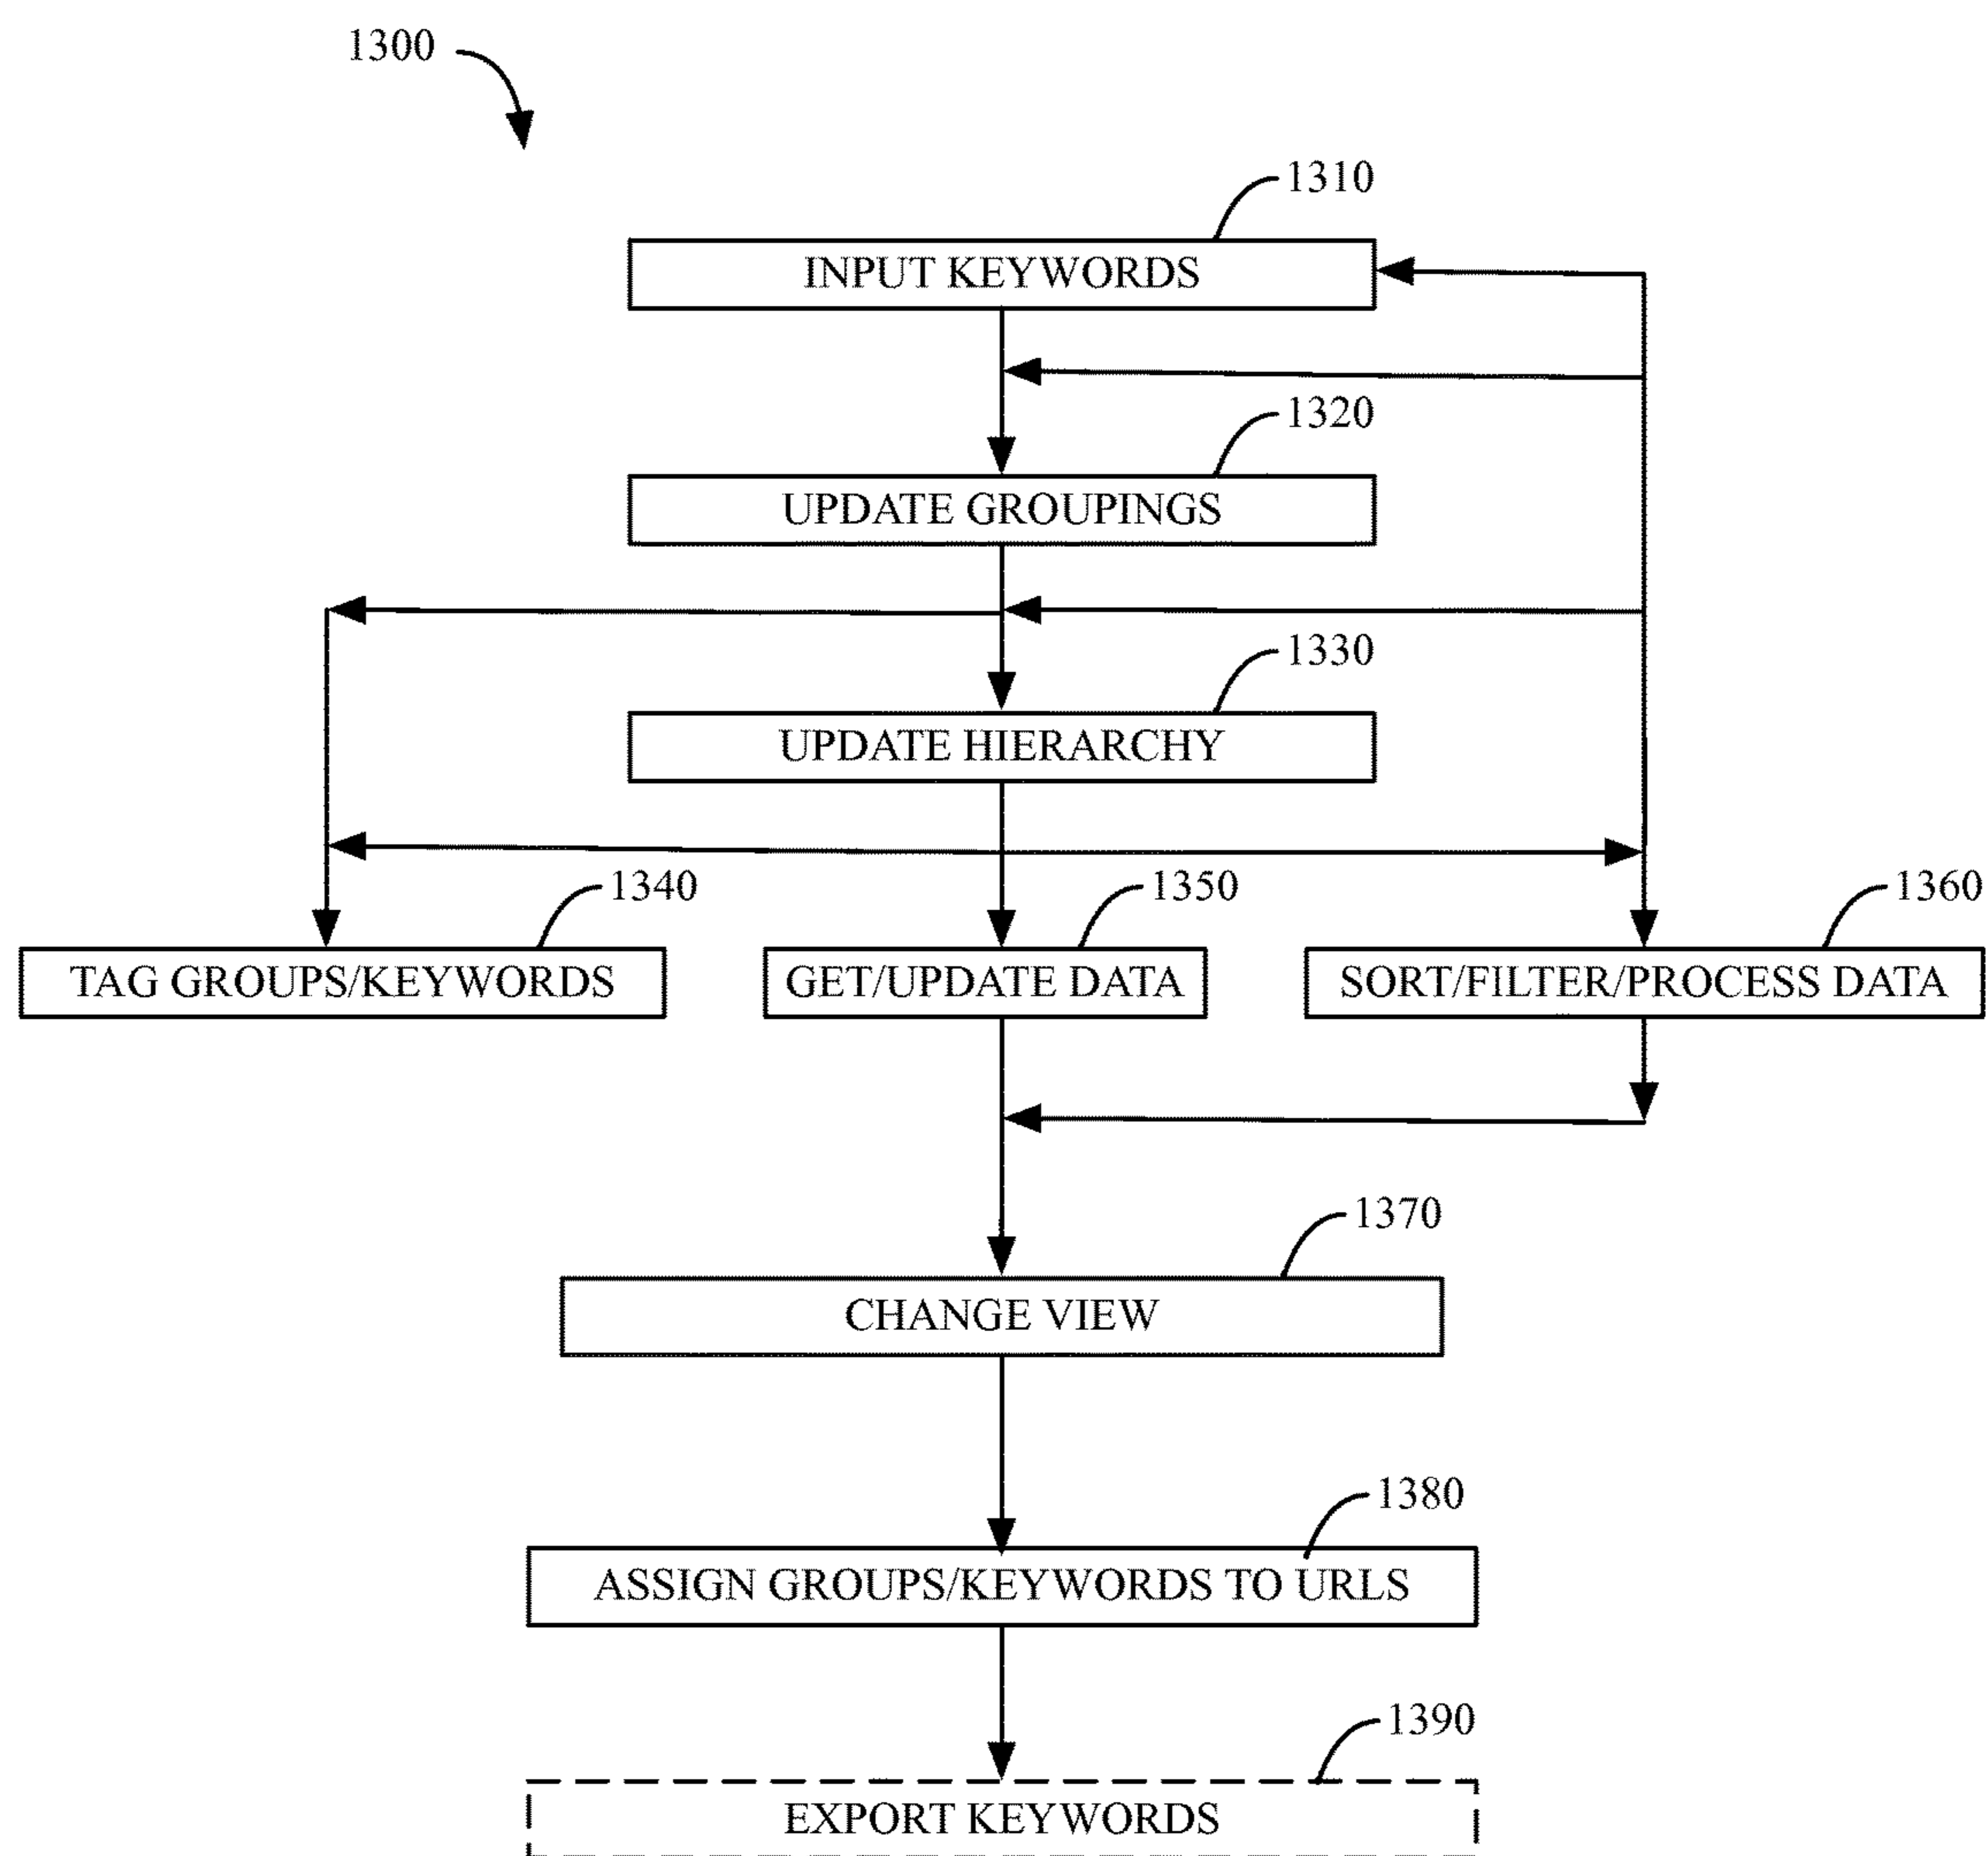 1300
1310
INPUT KEYWORDS
1320
UPDATE GROUPINGS
1330
UPDATE HIERARCHY
1340
1350
1360
TAG GROUPS/KEYWORDS
GET/UPDATE DATA
SORT/FILTER/PROCESS DATA
1370
CHANGE VIEW
1380
ASSIGN GROUPS/KEYWORDS TO URLS
1390
EXPORT KEYWORDS